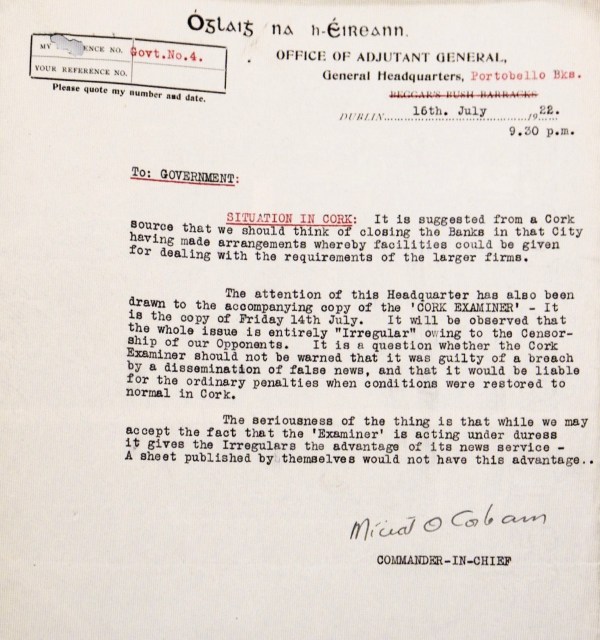 Óglaiġ na h-Éireann.
MY ENCE NO. Govt.No.4.
YOUR REFERENCE NO.
Please quote my number and date.
OFFICE OF ADJUTANT GENERAL,
General Headquarters, Portobello Bks.
BEGGAR'S BUSH BARRACKS
DUBLIN 16th. July 1922.
9.30 p.m.
To: GOVERNMENT:
SITUATION IN CORK: It is suggested from a Cork
source that we should think of closing the Banks in that City
having made arrangements whereby facilities could be given
for dealing with the requirements of the larger firms.
The attention of this Headquarter has also been
drawn to the accompanying copy of the 'CORK EXAMINER' - It
is the copy of Friday 14th July. It will be observed that
the whole issue is entirely "Irregular" owing to the Censor-
ship of our Opponents. It is a question whether the Cork
Examiner should not be warned that it was guilty of a breach
by a dissemination of false news, and that it would be liable
for the ordinary penalties when conditions were restored to
normal in Cork.
The seriousness of the thing is that while we may
accept the fact that the 'Examiner' is acting under duress
it gives the Irregulars the advantage of its news service -
A sheet published by themselves would not have this advantage..
Míceál O Cobaın
COMMANDER-IN-CHIEF